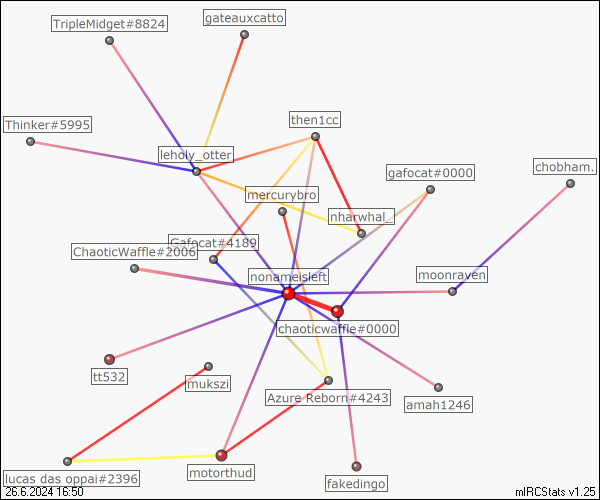 gateauxcatto
TripleMidget#8824
then1cc
Thinker#5995
leholy_otter
chobham.
gafocat#0000
mercurybro
nharwhal_
Gafocat#4189
ChaoticWaffle#2006
nonameisleft
moonraven
chaoticwaffle#0000
tt532
mukszi
Azure Reborn#4243
amah1246
motorthud
lucas das oppai#2396
fakedingo
26.6.2024 16:50
mIRCStats v1.25